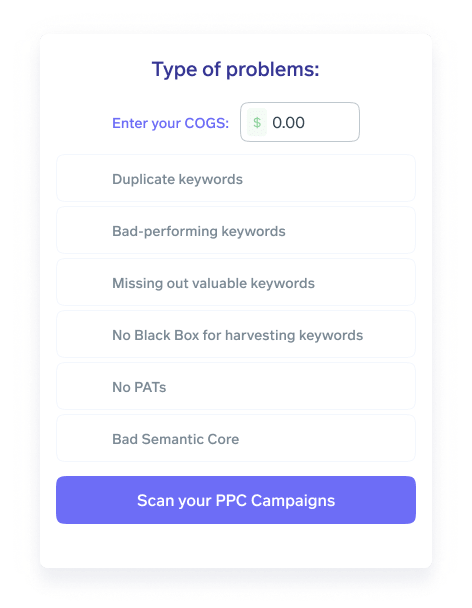 Type of problems:
Enter your COGS: $ 0.00
Duplicate keywords
Bad-performing keywords
Missing out valuable keywords
No Black Box for harvesting keywords
No PATs
Bad Semantic Core
Scan your PPC Campaigns